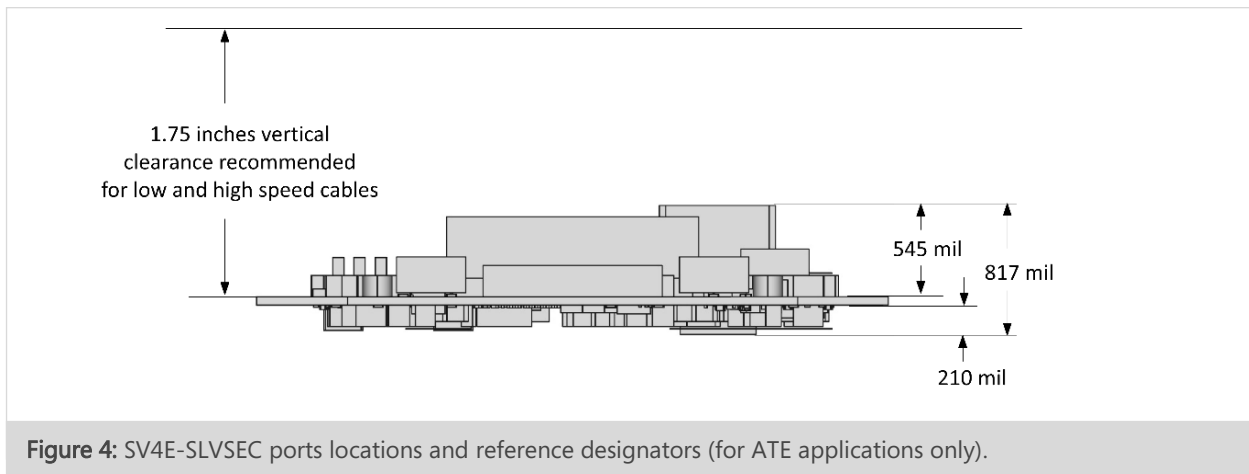 1.75 inches vertical
clearance recommended
for low and high speed cables
545 mil
817 mil
210 mil
Figure 4: SV4E-SLVSEC ports locations and reference designators (for ATE applications only).